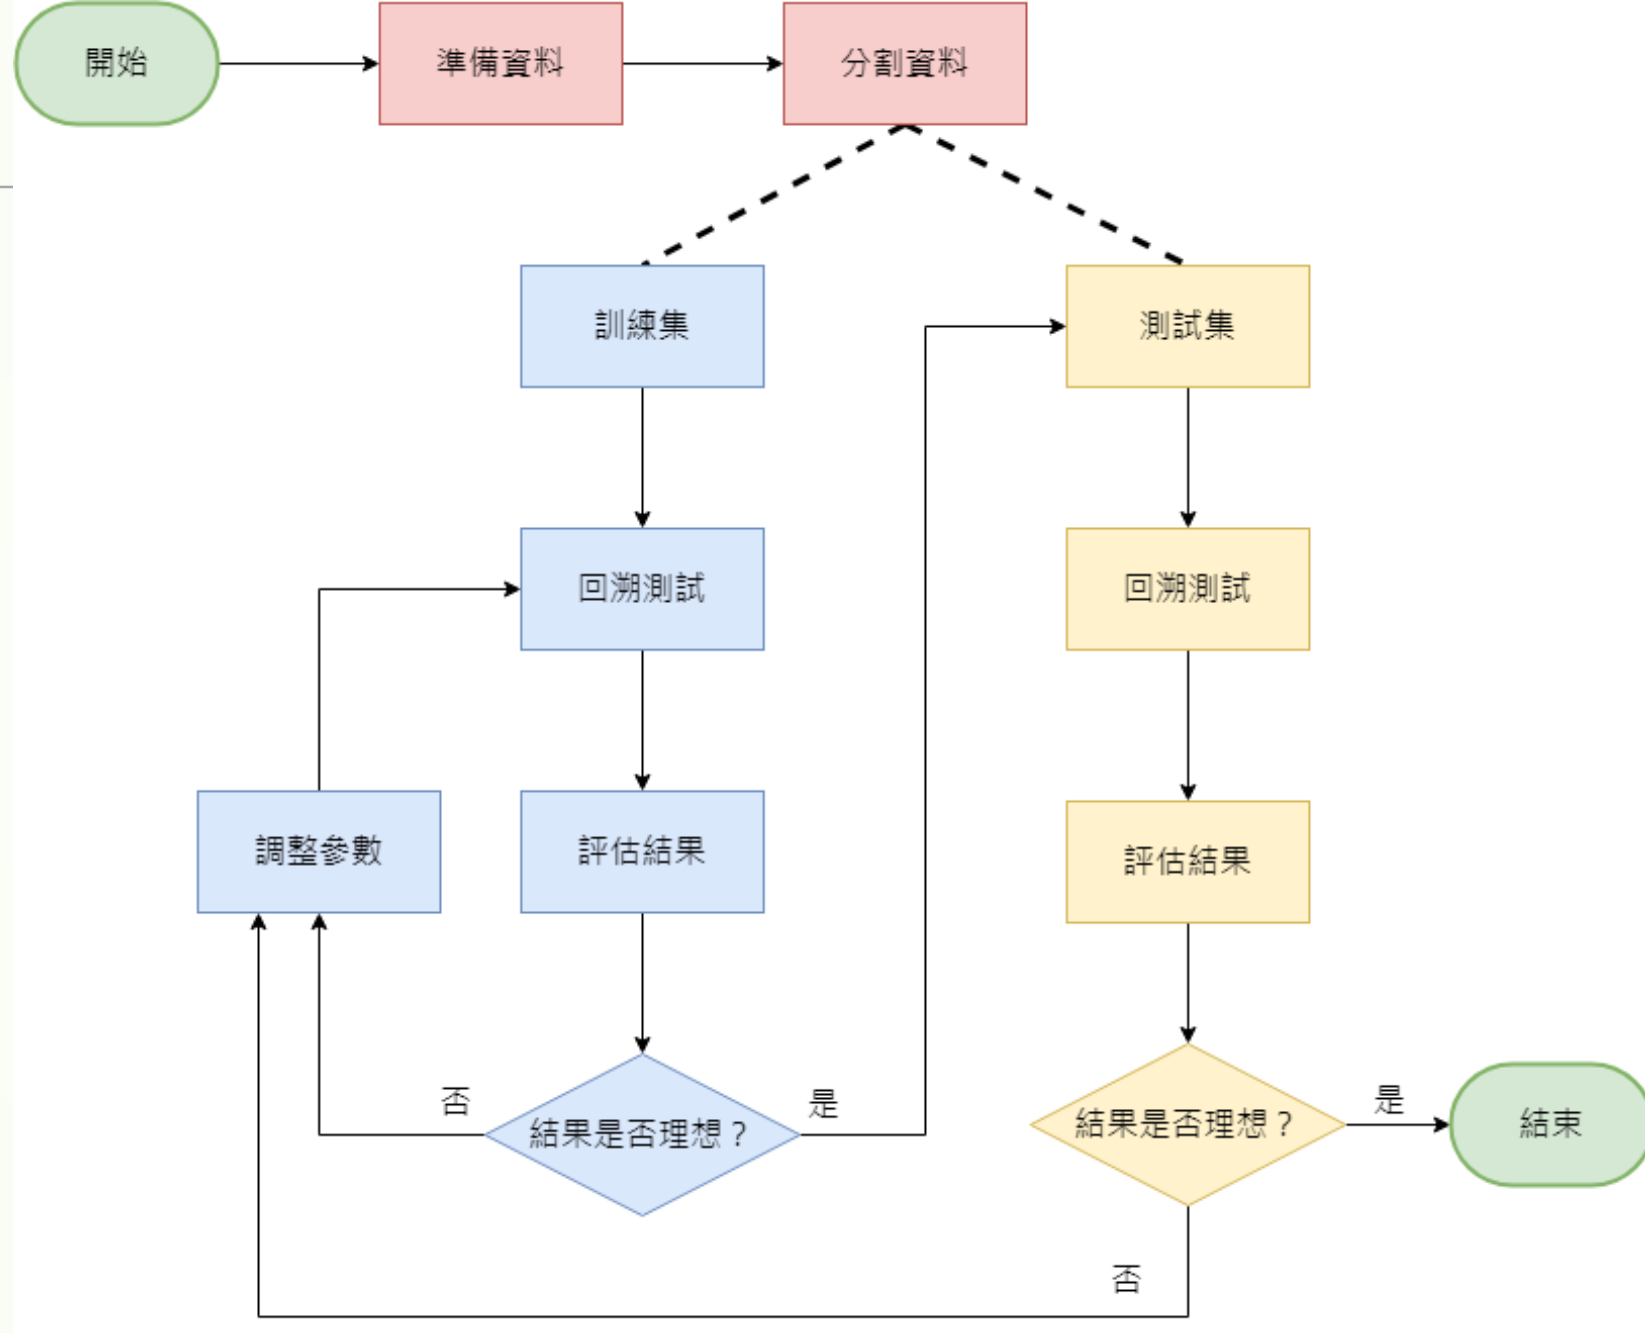 開始
準備資料
分割資料
訓練集
測試集
回溯測試
回溯測試
調整參數
評估結果
評估結果
否
結果是否理想？
是
結果是否理想？
是
結束
否